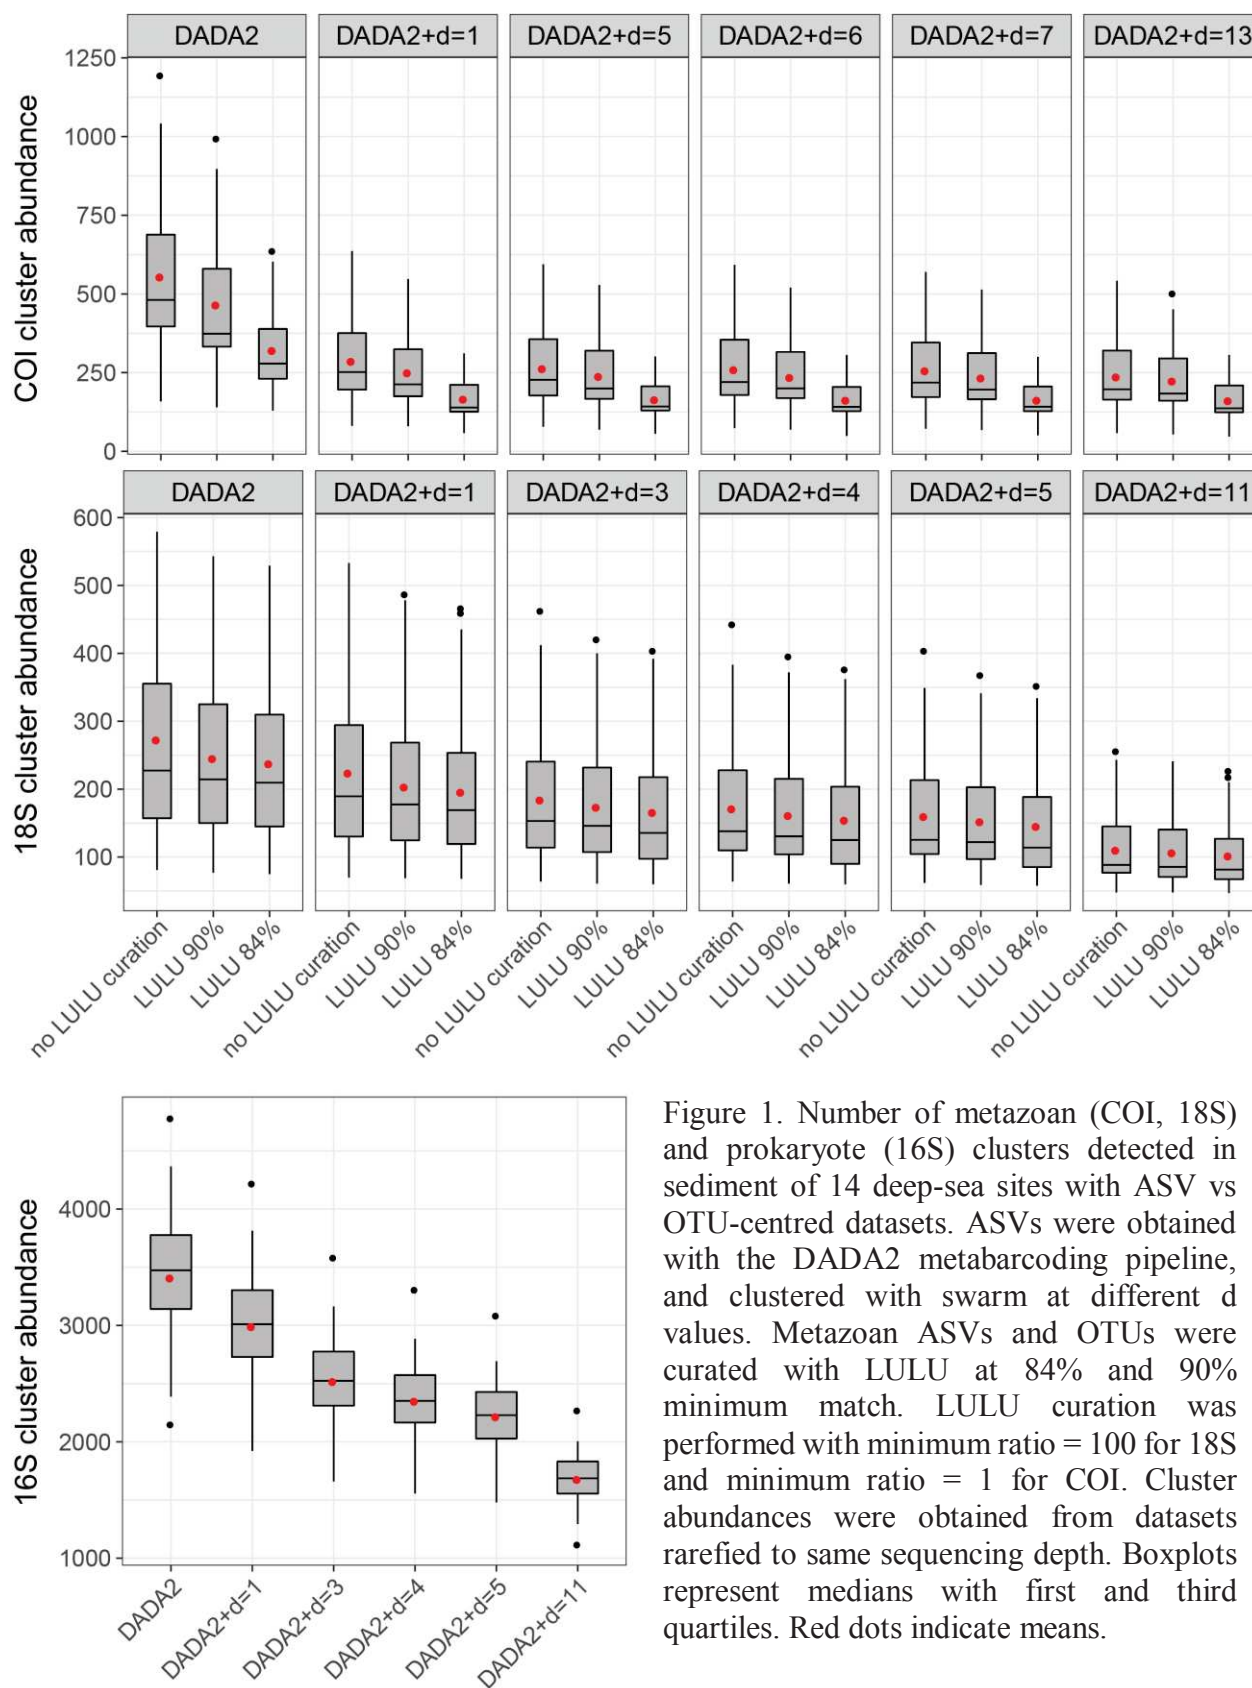 DADA2 DADA2+d=1 DADA2+d=5 DADA2+d=6 DADA2+d=7 DADA2+d=13
COI cluster abundance
1250
1000
750
500
250
0
DADA2 DADA2+d=1 DADA2+d=3 DADA2+d=4 DADA2+d=5 DADA2+d=11
18S cluster abundance
600
500
400
300
200
100
no LULU curation LULU 90% LULU 84% no LULU curation LULU 90% LULU 84% no LULU curation LULU 90% LULU 84% no LULU curation LULU 90% LULU 84% no LULU curation LULU 90% LULU 84% no LULU curation LULU 90% LULU 84%
16S cluster abundance
4000
3000
2000
1000
DADA2 DADA2+d=1 DADA2+d=3 DADA2+d=4 DADA2+d=5 DADA2+d=11
Figure 1. Number of metazoan (COI, 18S)
and prokaryote (16S) clusters detected in
sediment of 14 deep-sea sites with ASV vs
OTU-centred datasets. ASVs were obtained
with the DADA2 metabarcoding pipeline,
and clustered with swarm at different d
values. Metazoan ASVs and OTUs were
curated with LULU at 84% and 90%
minimum match. LULU curation was
performed with minimum ratio = 100 for 18S
and minimum ratio = 1 for COI. Cluster
abundances were obtained from datasets
rarefied to same sequencing depth. Boxplots
represent medians with first and third
quartiles. Red dots indicate means.